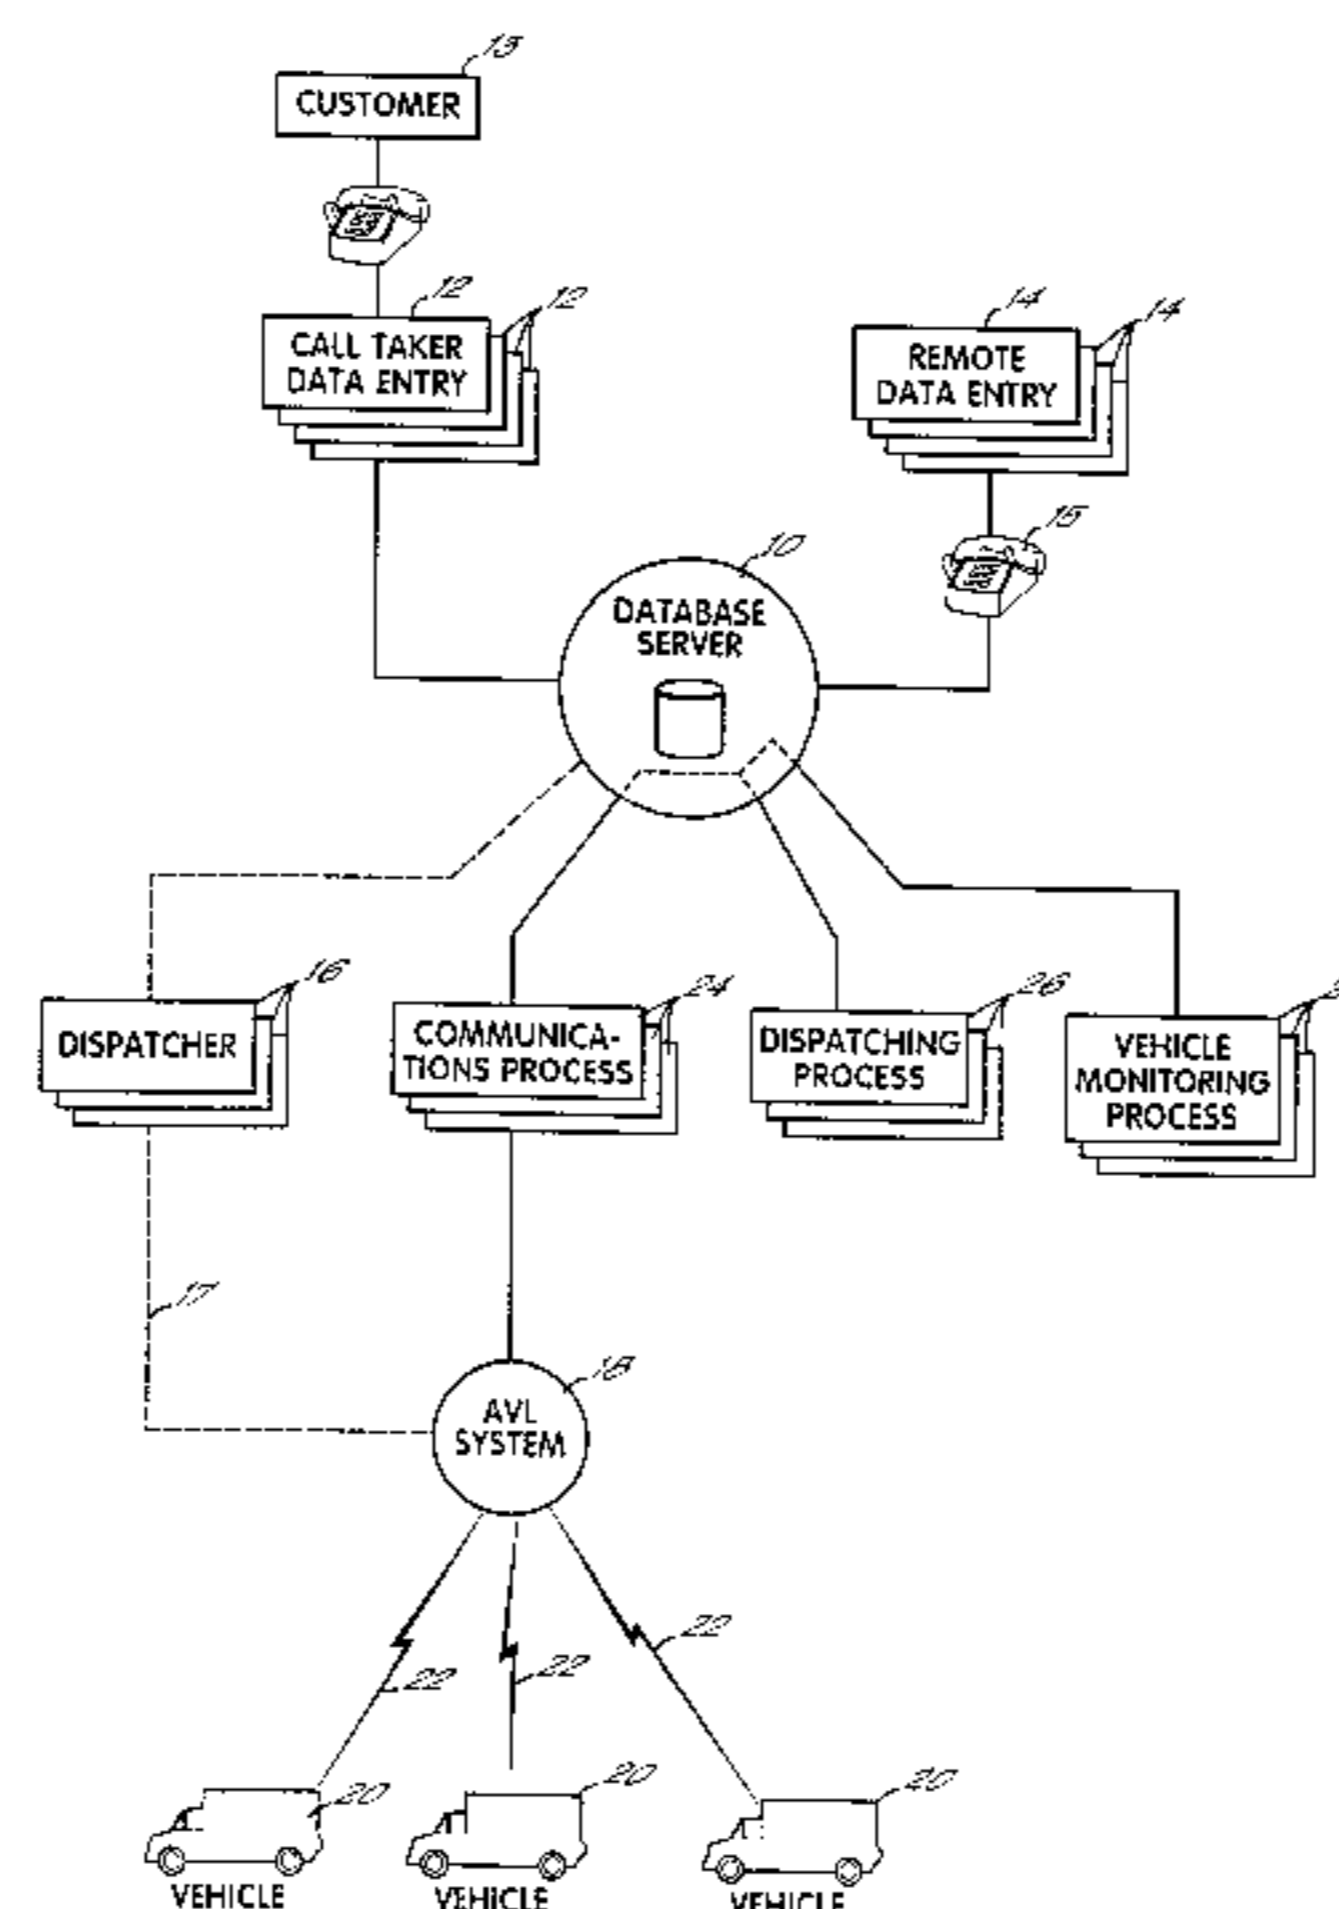 13
CUSTOMER
12
12
CALL TAKER
DATA ENTRY
14
14
REMOTE
DATA ENTRY
15
10
DATABASE
SERVER
16
DISPATCHER
24
COMMUNICA-
TIONS PROCESS
26
DISPATCHING
PROCESS
VEHICLE
MONITORING
PROCESS
17
18
AVL
SYSTEM
22
22
22
20
20
20
VEHICLE
VEHICLE
VEHICLE